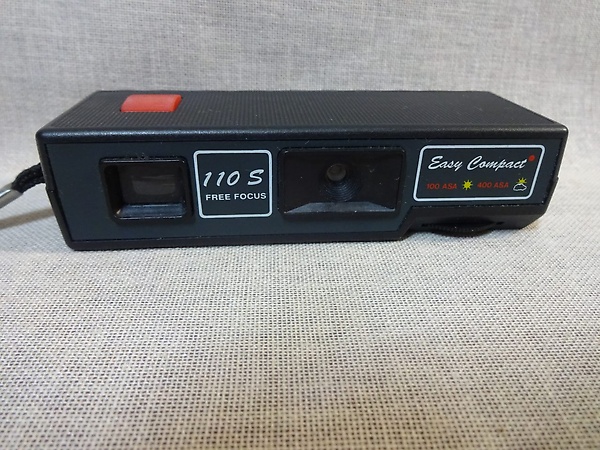 110 S
FREE FOCUS
Easy Compact
100 ASA 400 ASA